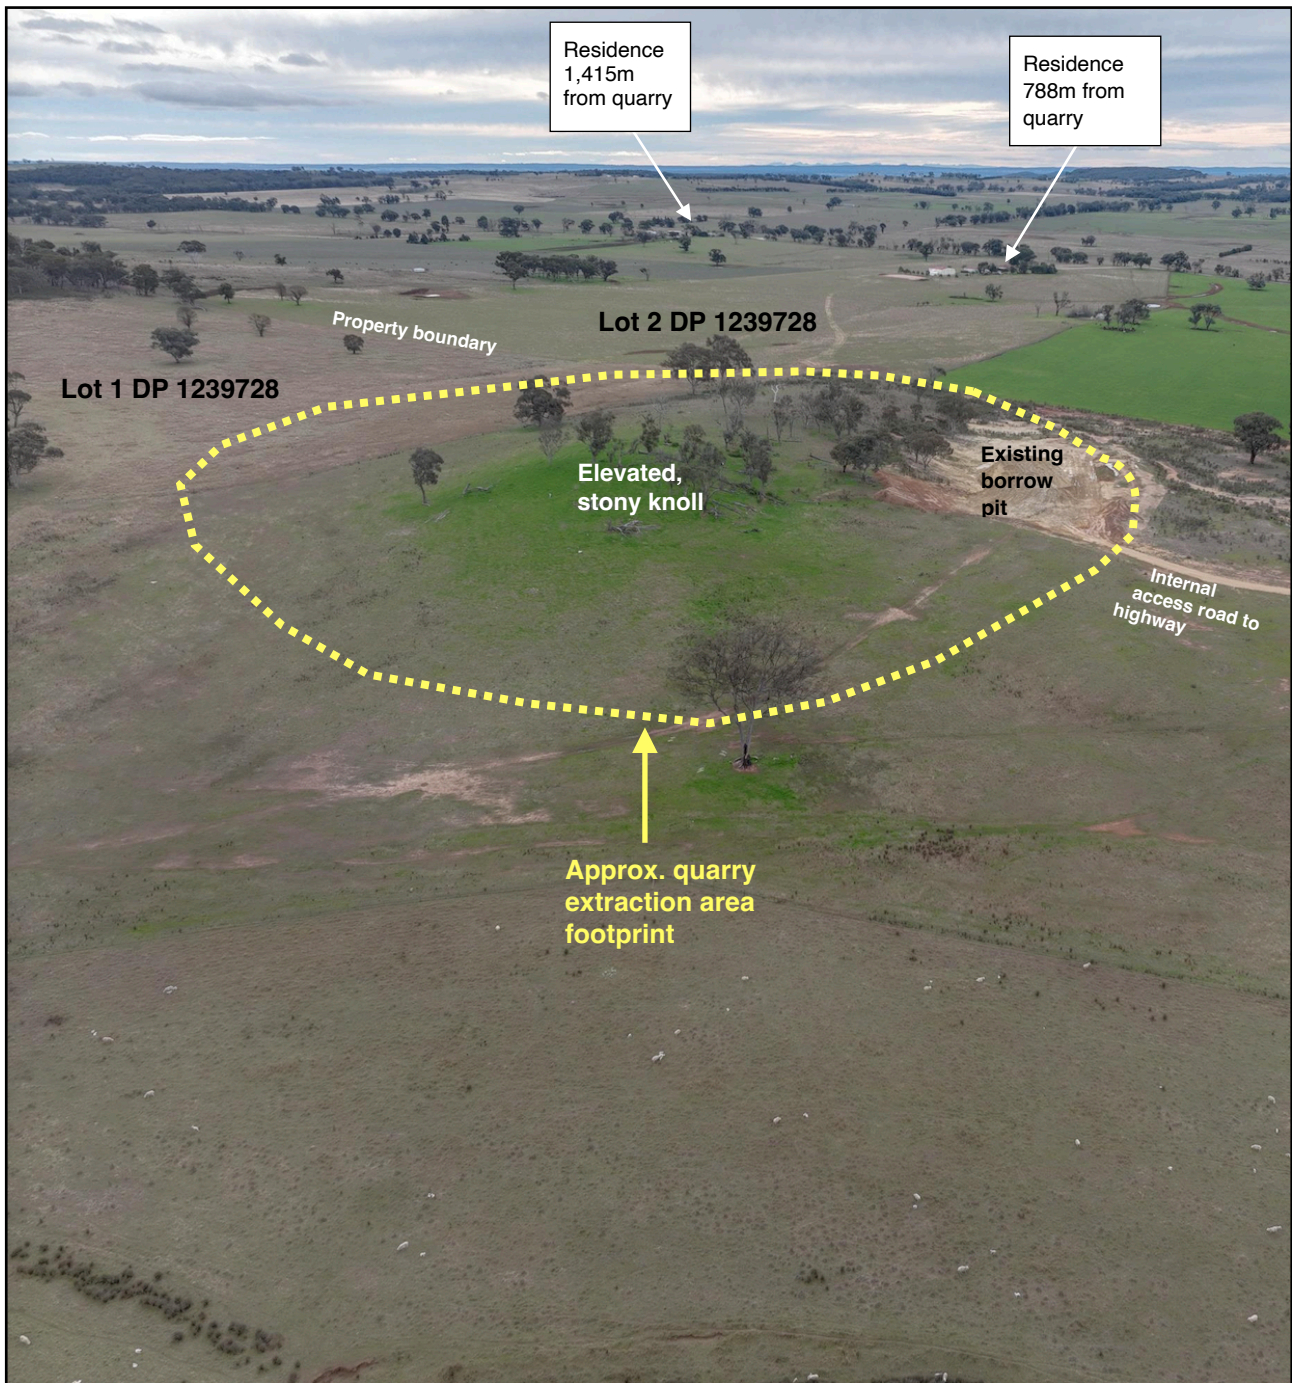 Residence
1,415m
from quarry
Residence
788m from
quarry
Property boundary
Lot 2 DP 1239728
Lot 1 DP 1239728
Elevated,
stony knoll
Existing
borrow
pit
Internal
access road to
highway
Approx. quarry
extraction area
footprint